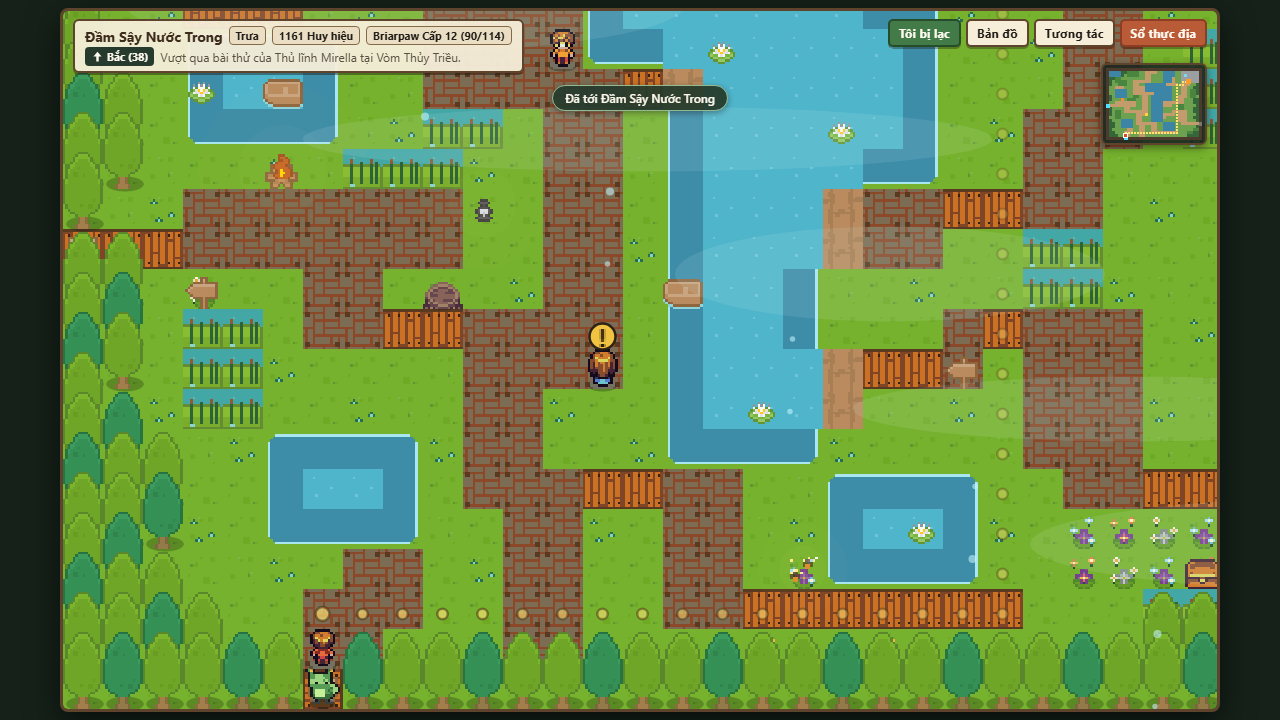 Đầm Sậy Nước Trong Trưa 1161 Huy hiệu Briarpaw Cấp 12 (90/114)
⬆ Bắc (38) Vượt qua bài thử của Thủ lĩnh Mirella tại Vòm Thủy Triều.
Tôi bị lạc Bản đồ Tương tác Sổ thực địa
Đã tới Đầm Sậy Nước Trong
!